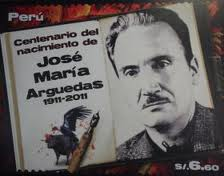 Perú
Centenario del
nacimiento de
José
María
Arguedas
1911-2011
S/.6.60